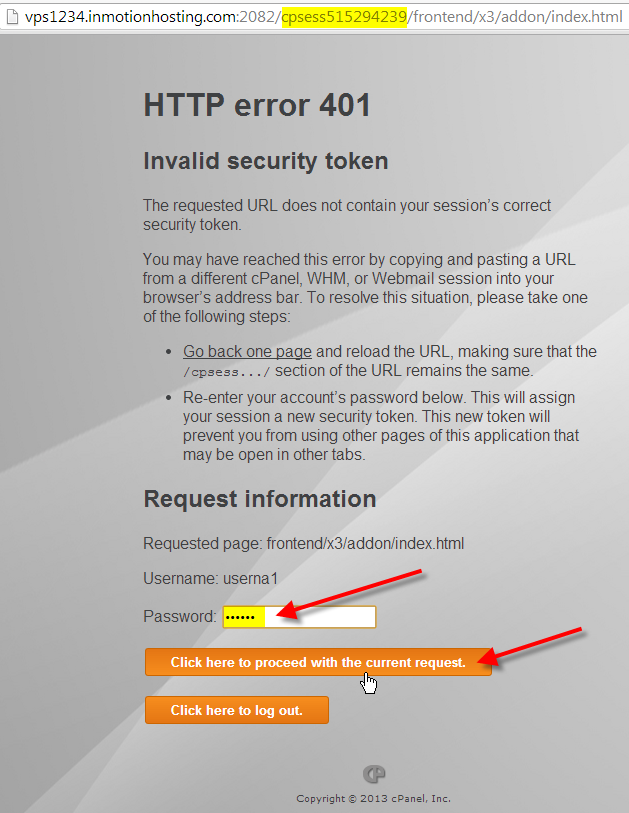 vps1234.inmotionhosting.com:2082/cpsess515294239/frontend/x3/addon/index.html
HTTP error 401
Invalid security token
The requested URL does not contain your session's correct
security token.
You may have reached this error by copying and pasting a URL
from a different cPanel, WHM, or Webmail session into your
browser's address bar. To resolve this situation, please take one
of the following steps:
• Go back one page and reload the URL, making sure that the
/cpsess.../ section of the URL remains the same.
• Re-enter your account's password below. This will assign
your session a new security token. This new token will
prevent you from using other pages of this application that
may be open in other tabs.
Request information
Requested page: frontend/x3/addon/index.html
Username: userna1
Password: ••••••
Click here to proceed with the current request.
Click here to log out.
cP
Copyright © 2013 cPanel, Inc.